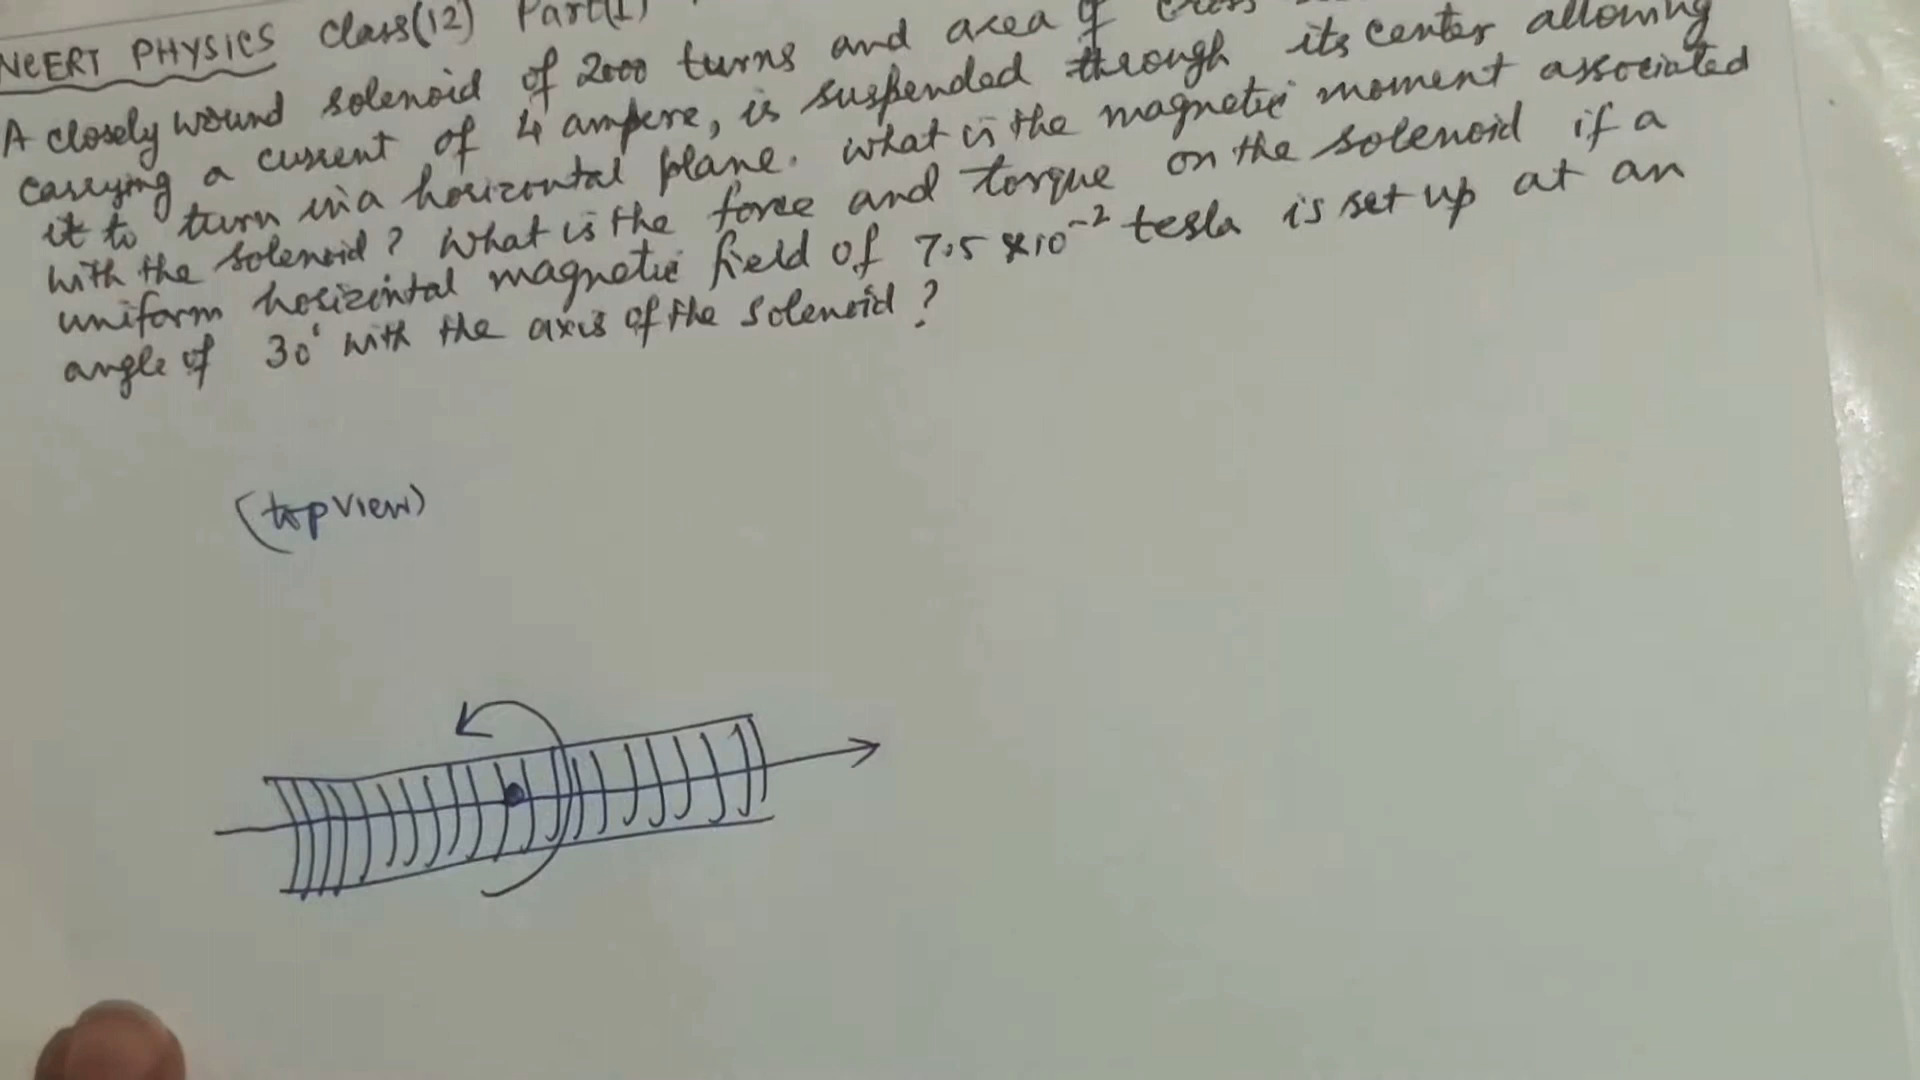 NCERT PHYSICS Class(12) Part(1)
A closely wound solenoid of 2000 turns and area of cross
carrying a current of 4 ampere, is suspended through its center allowing
it to turn in a horizontal plane. What is the magnetic moment associated
with the solenoid? What is the force and torque on the solenoid if a
uniform horizontal magnetic field of 7.5 × 10⁻² tesla is set up at an
angle of 30° with the axis of the solenoid?
(top view)